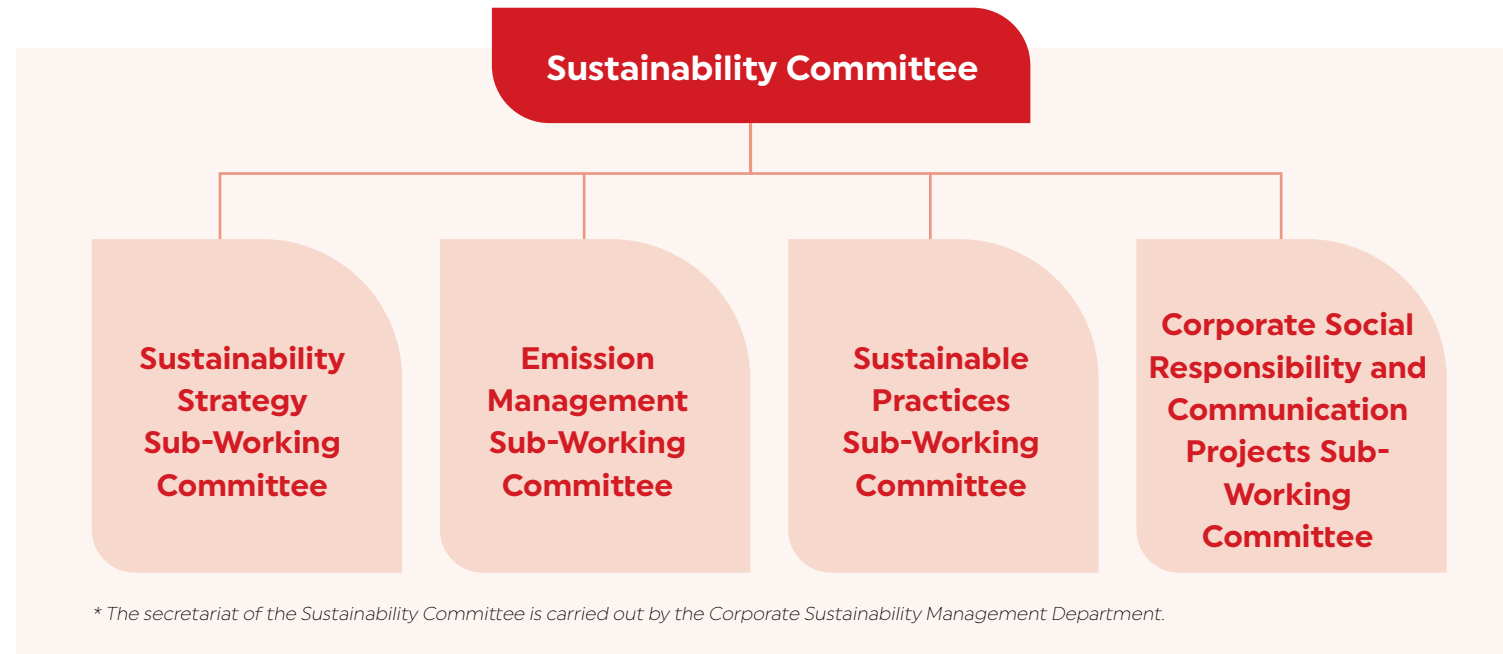 Sustainability Committee
Sustainability
Strategy
Sub-Working
Committee
Emission
Management
Sub-Working
Committee
Sustainable
Practices
Sub-Working
Committee
Corporate Social
Responsibility and
Communication
Projects Sub-
Working
Committee
* The secretariat of the Sustainability Committee is carried out by the Corporate Sustainability Management Department.